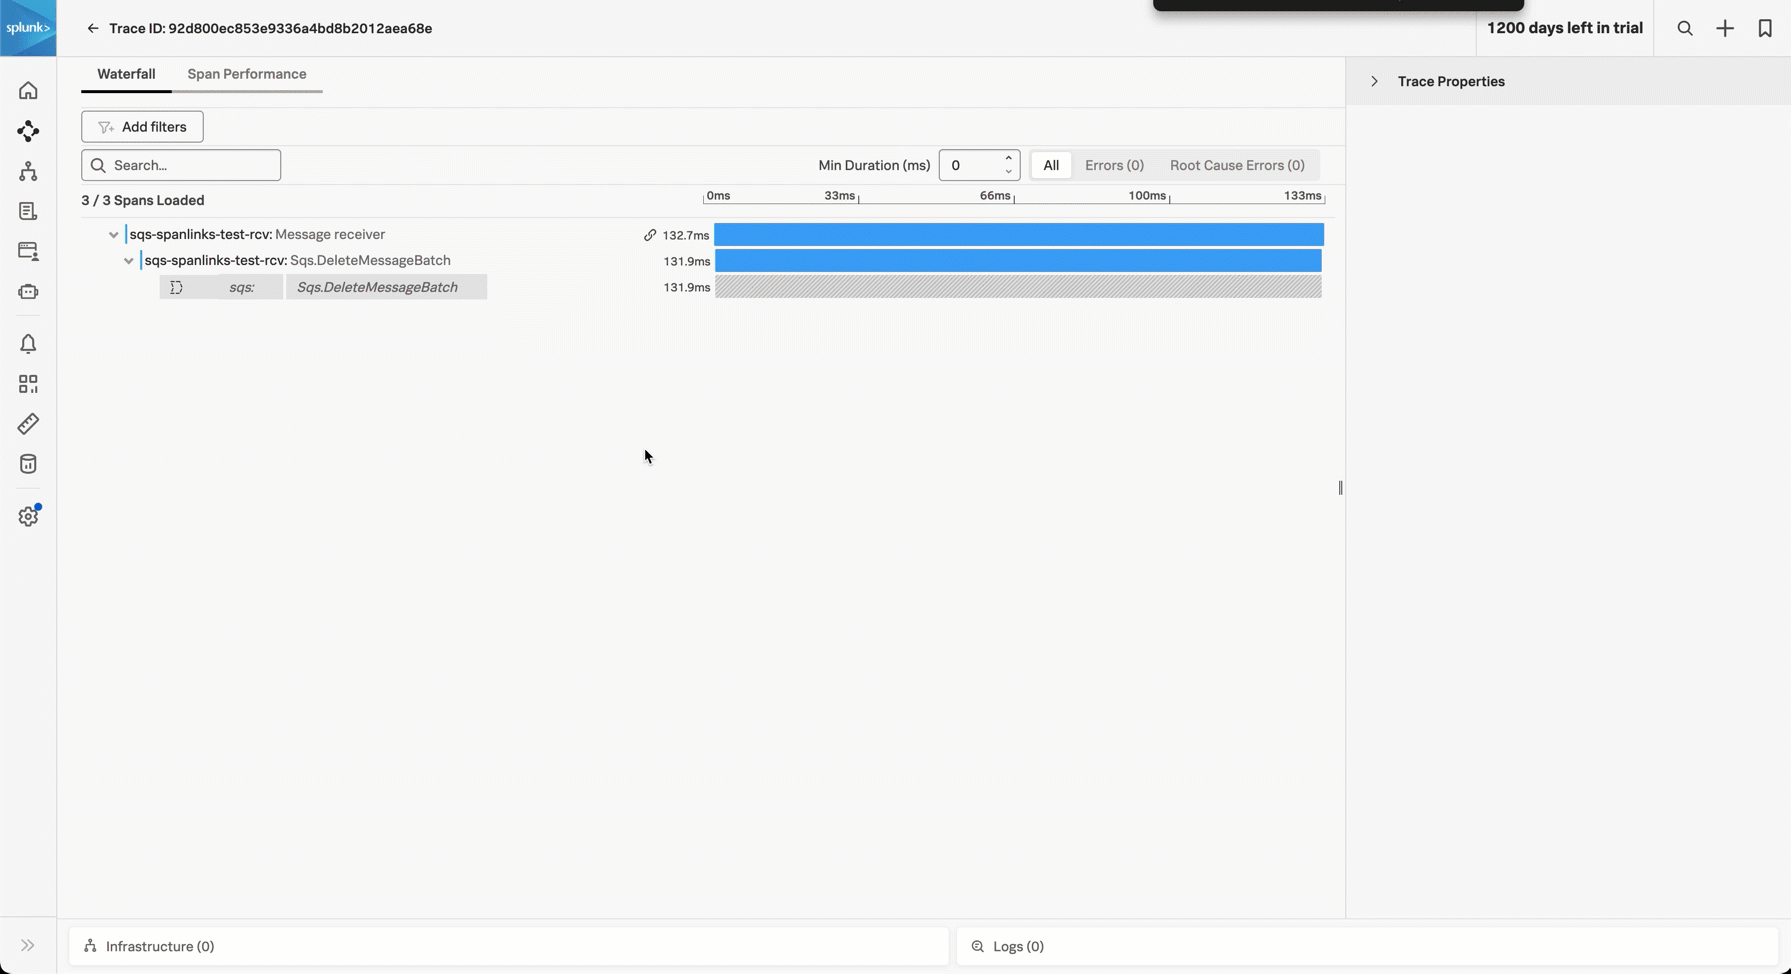 splunk>
Trace ID: 92d800ec853e9336a4bd8b2012aea68e
1200 days left in trial
Waterfall
Span Performance
Trace Properties
Add filters
Search...
Min Duration (ms)
0
All
Errors (0)
Root Cause Errors (0)
3 / 3 Spans Loaded
0ms
33ms
66ms
100ms
133ms
sqs-spanlinks-test-rcv: Message receiver
132.7ms
sqs-spanlinks-test-rcv: Sqs.DeleteMessageBatch
131.9ms
sqs: Sqs.DeleteMessageBatch
131.9ms
Infrastructure (0)
Logs (0)